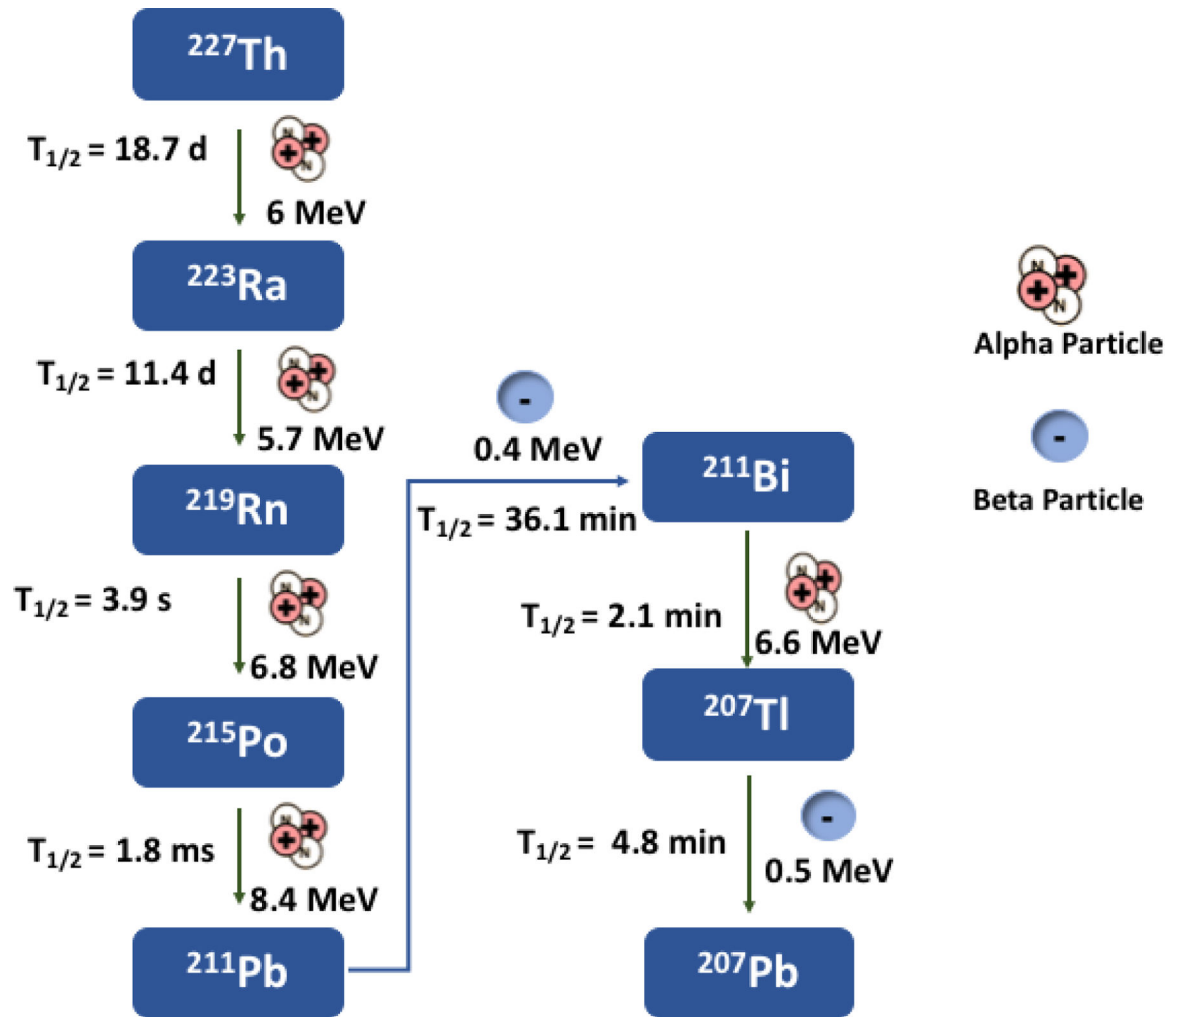 ²²⁷Th
T₁/₂ = 18.7 d
N + + N
6 MeV
²²³Ra
T₁/₂ = 11.4 d
N + + N
5.7 MeV
²¹⁹Rn
T₁/₂ = 3.9 s
N + + N
6.8 MeV
²¹⁵Po
T₁/₂ = 1.8 ms
N + + N
8.4 MeV
²¹¹Pb
-
0.4 MeV
T₁/₂ = 36.1 min
²¹¹Bi
T₁/₂ = 2.1 min
N + + N
6.6 MeV
²⁰⁷Tl
T₁/₂ = 4.8 min
-
0.5 MeV
²⁰⁷Pb
N + + N
Alpha Particle
-
Beta Particle